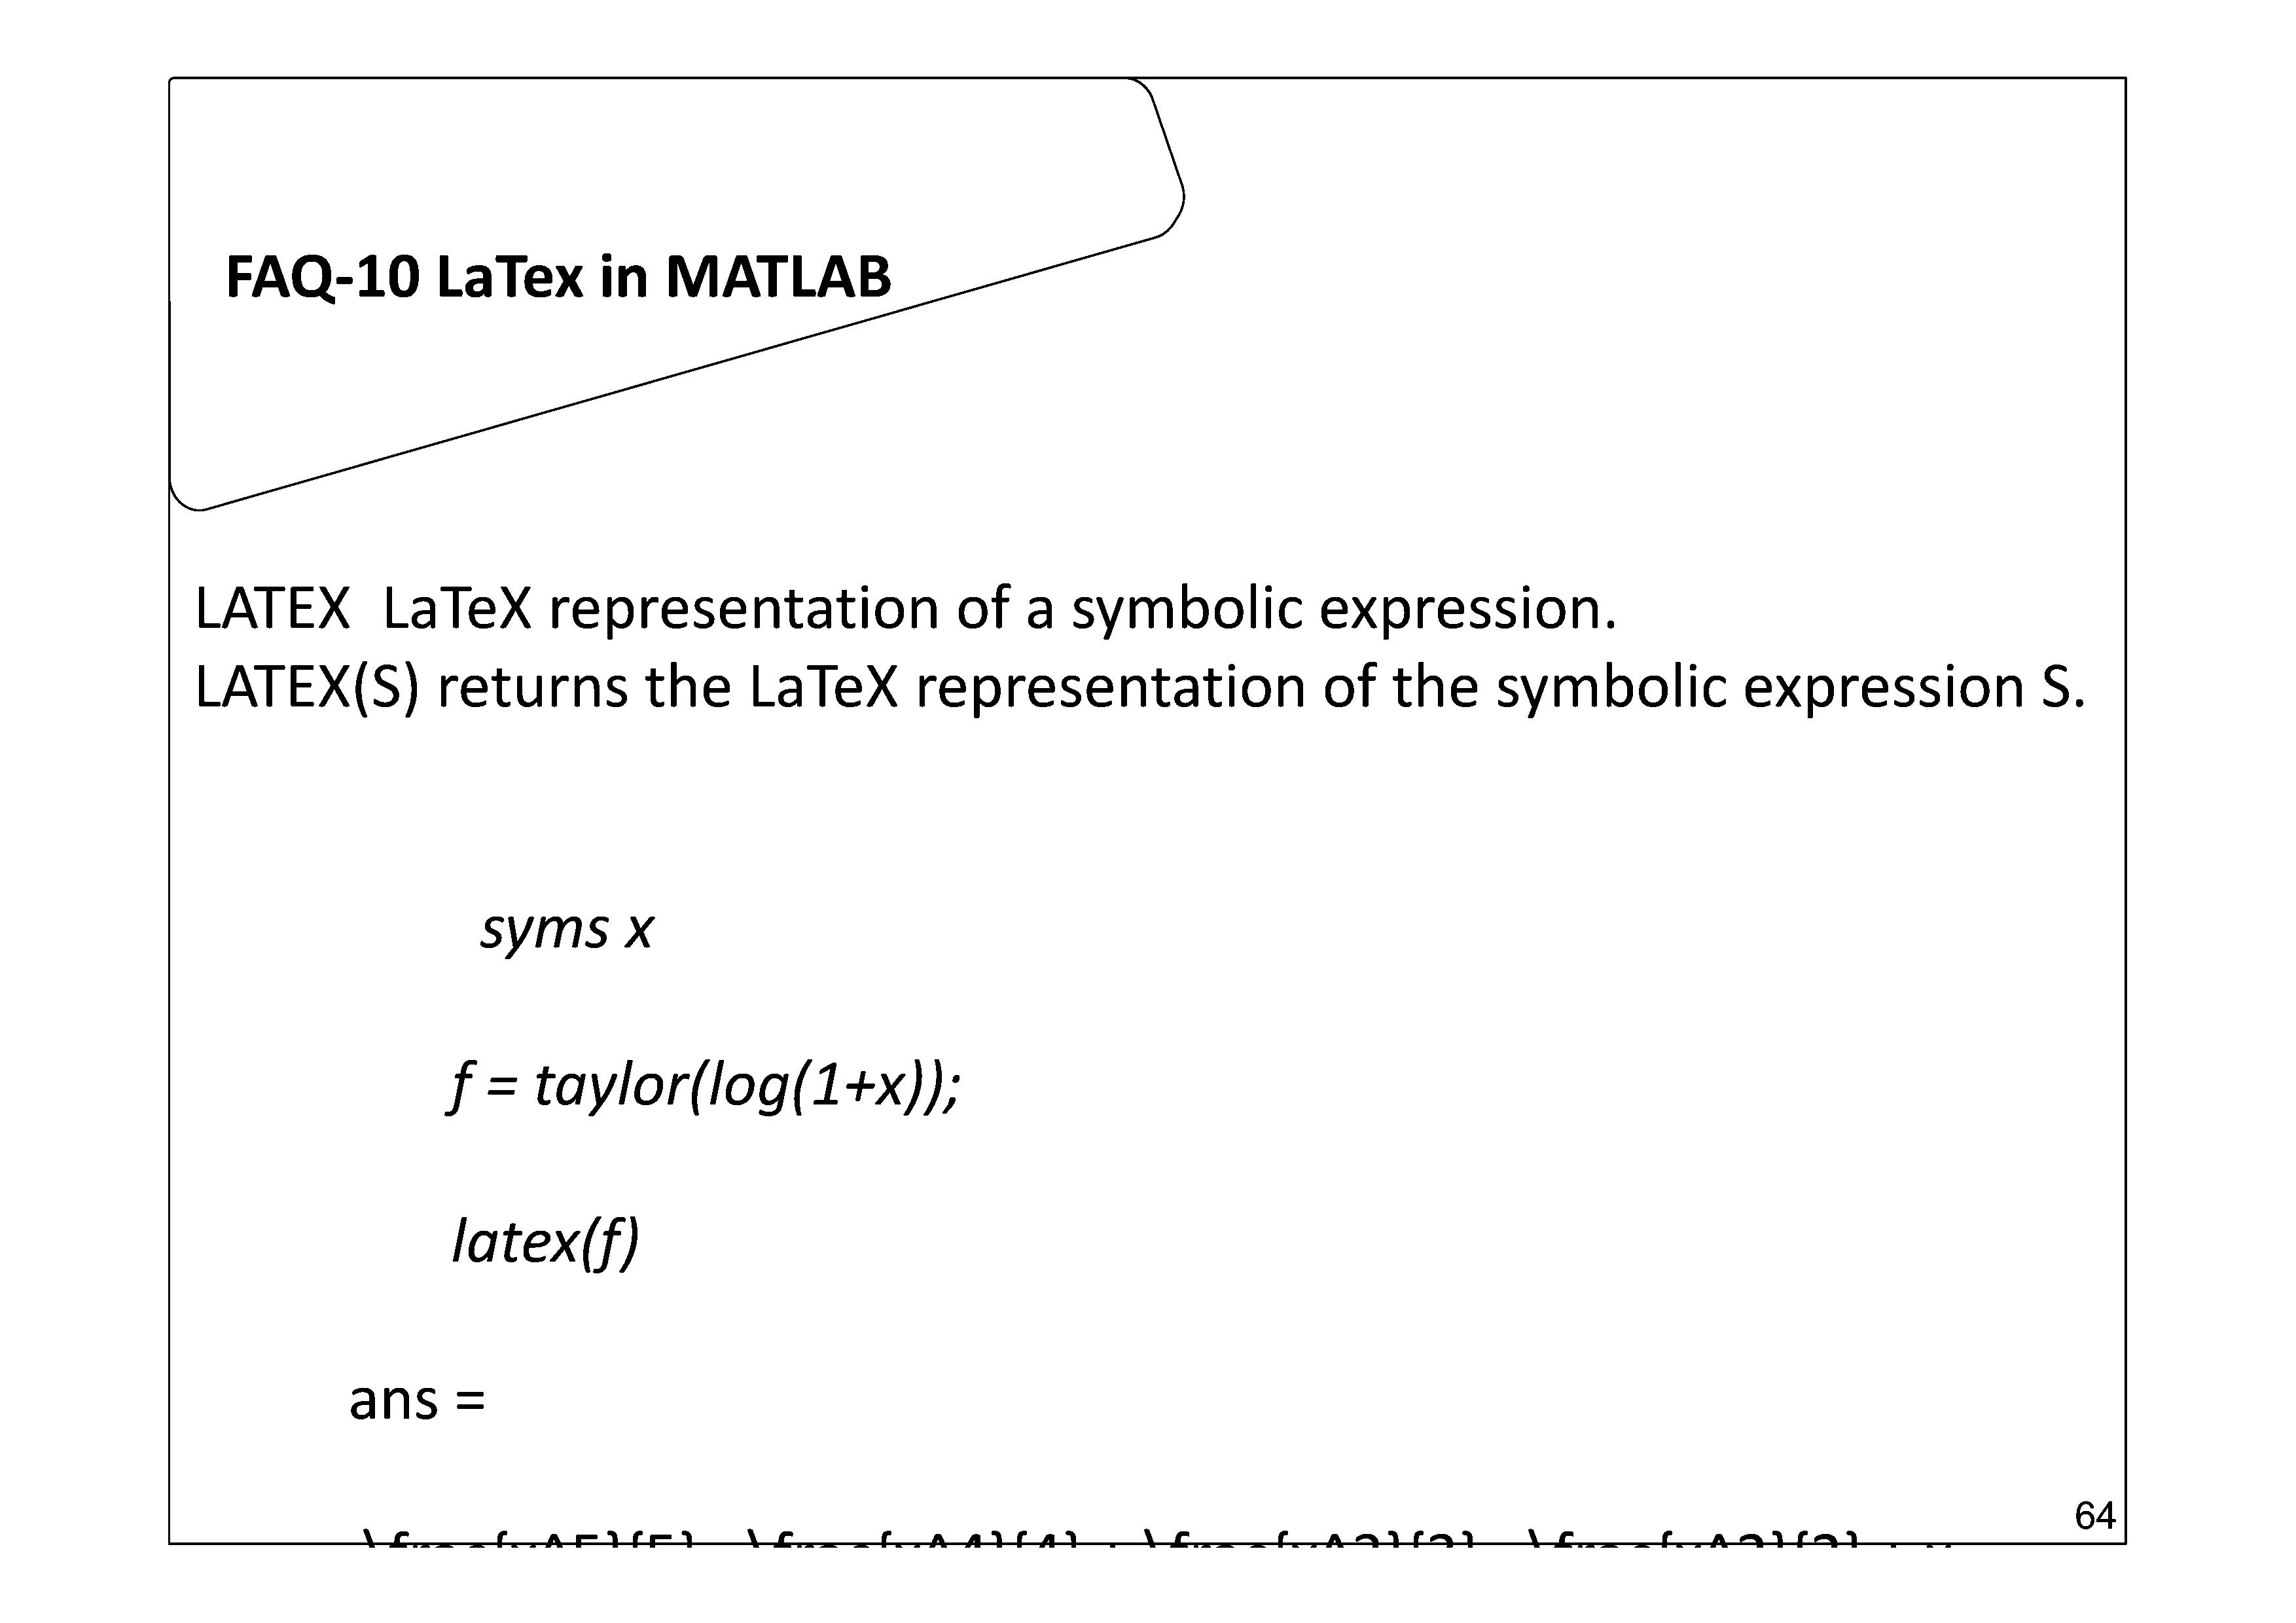 FAQ-10 LaTex in MATLAB
LATEX  LaTeX representation of a symbolic expression.
LATEX(S) returns the LaTeX representation of the symbolic expression S.
syms x
f = taylor(log(1+x));
latex(f)
ans =
64